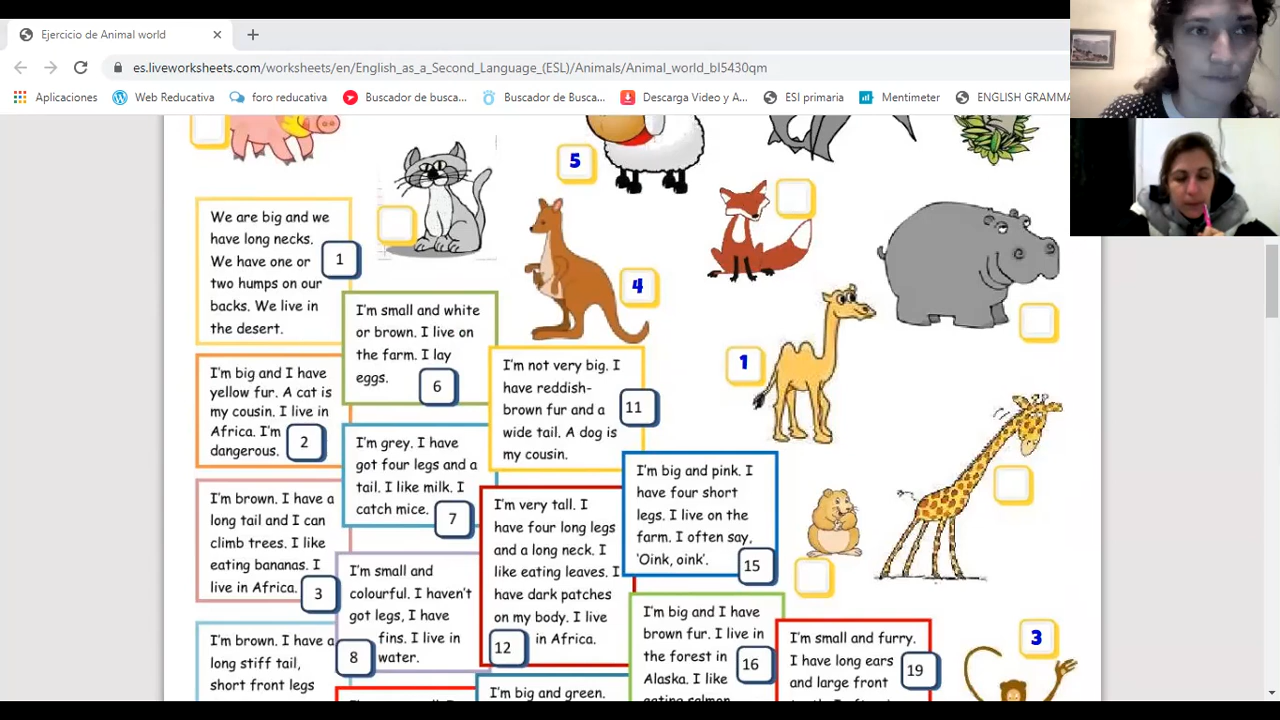 Ejercicio de Animal world
es.liveworksheets.com/worksheets/en/
_a_Second_Language_(ESL)/Animals/Animal_world_bl5430qm
Aplicaciones
Web Reducativa
foro reducativa
Buscador de busca...
Buscador de Busca...
Descarga Video y A...
ESI primaria
Mentimeter
ENGLISH GRAMMA
5
4
1
3
We are big and we
have long necks.
We have one or
two humps on our
backs. We live in
the desert.
1
I'm big and I have
yellow fur. A cat is
my cousin. I live in
Africa. I'm
dangerous.
2
I'm brown. I have a
long tail and I can
climb trees. I like
eating bananas. I
live in Africa.
3
I'm brown. I have a
long stiff tail,
short front legs
I'm small and white
or brown. I live on
the farm. I lay
eggs.
6
I'm grey. I have
got four legs and a
tail. I like milk. I
catch mice.
7
I'm small and
colourful. I haven't
got legs, I have
fins. I live in
water.
8
I'm not very big. I
have reddish-
brown fur and a
wide tail. A dog is
my cousin.
11
I'm very tall. I
have four long legs
and a long neck. I
like eating leaves. I
have dark patches
on my body. I live
in Africa.
12
I'm big and green.
I'm big and pink. I
have four short
legs. I live on the
farm. I often say,
'Oink, oink'.
15
I'm big and I have
brown fur. I live in
the forest in
Alaska. I like
eating salmon
16
I'm small and furry.
I have long ears
and large front
19